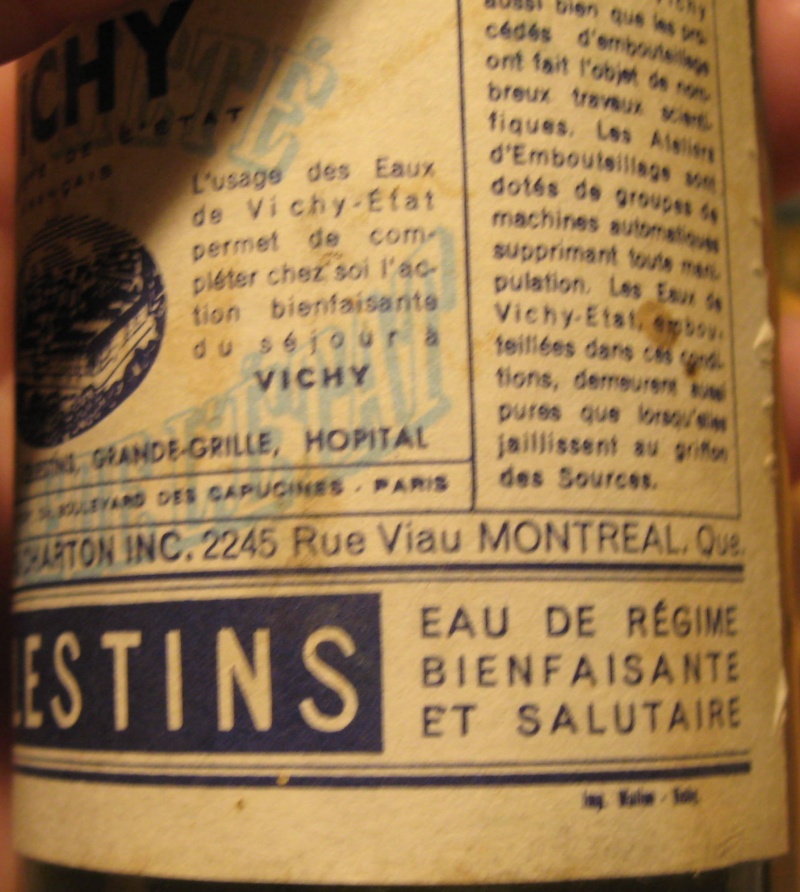 VICHY
L'ÉTAT
L'usage des Eaux
de Vichy-État
permet de com-
pléter chez soi l'ac-
tion bienfaisante
du séjour à
VICHY
GRANDE-GRILLE, HOPITAL
BOULEVARD DES CAPUCINES - PARIS
aussi bien que les pro-
cédés d'embouteillage
ont fait l'objet de nom-
breux travaux scienti-
fiques. Les Ateliers
d'Embouteillage sont
dotés de groupes de
machines automatiques
supprimant toute mani-
pulation. Les Eaux de
Vichy-Etat, embou-
teillées dans ces condi-
tions, demeurent aussi
pures que lorsqu'elles
jaillissent au griffon
des Sources.
CHARTON INC. 2245 Rue Viau MONTREAL, Que.
LESTINS
EAU DE RÉGIME
BIENFAISANTE
ET SALUTAIRE